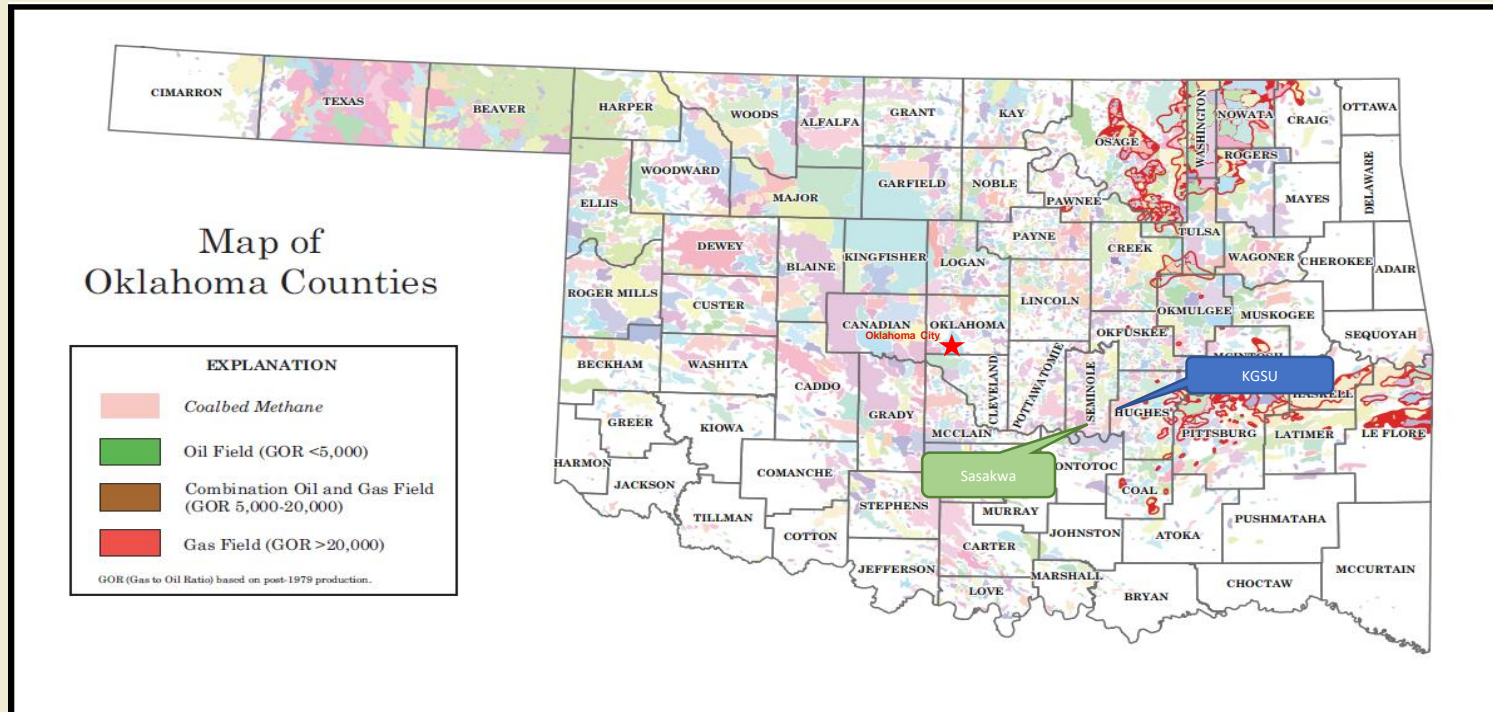 Map of
Oklahoma Counties
EXPLANATION
Coalbed Methane
Oil Field (GOR <5,000)
Combination Oil and Gas Field
(GOR 5,000-20,000)
Gas Field (GOR >20,000)
GOR (Gas to Oil Ratio) based on post-1979 production.
CIMARRON
TEXAS
BEAVER
HARPER
WOODS
ALFALFA
GRANT
KAY
OSAGE
WASHINGTON
NOWATA
CRAIG
OTTAWA
ROGERS
DELAWARE
MAYES
WOODWARD
ELLIS
MAJOR
GARFIELD
NOBLE
PAWNEE
TULSA
DEWEY
BLAINE
KINGFISHER
LOGAN
PAYNE
CREEK
WAGONER
CHEROKEE
ADAIR
ROGER MILLS
CUSTER
CANADIAN
OKLAHOMA
Oklahoma City
LINCOLN
OKFUSKEE
OKMULGEE
MUSKOGEE
SEQUOYAH
MCINTOSH
BECKHAM
WASHITA
CADDO
GRADY
CLEVELAND
POTTAWATOMIE
SEMINOLE
HUGHES
KGSU
HASKELL
PITTSBURG
LATIMER
LE FLORE
GREER
KIOWA
MCCLAIN
Sasakwa
ONTOTOC
COAL
HARMON
JACKSON
COMANCHE
STEPHENS
MURRAY
JOHNSTON
ATOKA
PUSHMATAHA
TILLMAN
COTTON
CARTER
JEFFERSON
LOVE
MARSHALL
BRYAN
CHOCTAW
MCCURTAIN